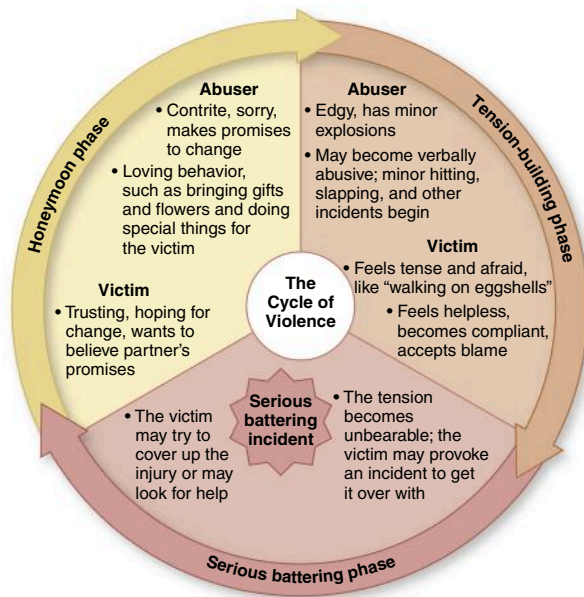 Honeymoon phase
Abuser
• Contrite, sorry,
makes promises
to change
• Loving behavior,
such as bringing gifts
and flowers and doing
special things for
the victim
Victim
• Trusting, hoping for
change, wants to
believe partner’s
promises
Tension-building phase
Abuser
• Edgy, has minor
explosions
• May become verbally
abusive; minor hitting,
slapping, and other
incidents begin
Victim
• Feels tense and afraid,
like “walking on eggshells”
• Feels helpless,
becomes compliant,
accepts blame
The
Cycle of
Violence
Serious
battering
incident
• The victim
may try to
cover up the
injury or may
look for help
• The tension
becomes
unbearable; the
victim may provoke
an incident to get
it over with
Serious battering phase